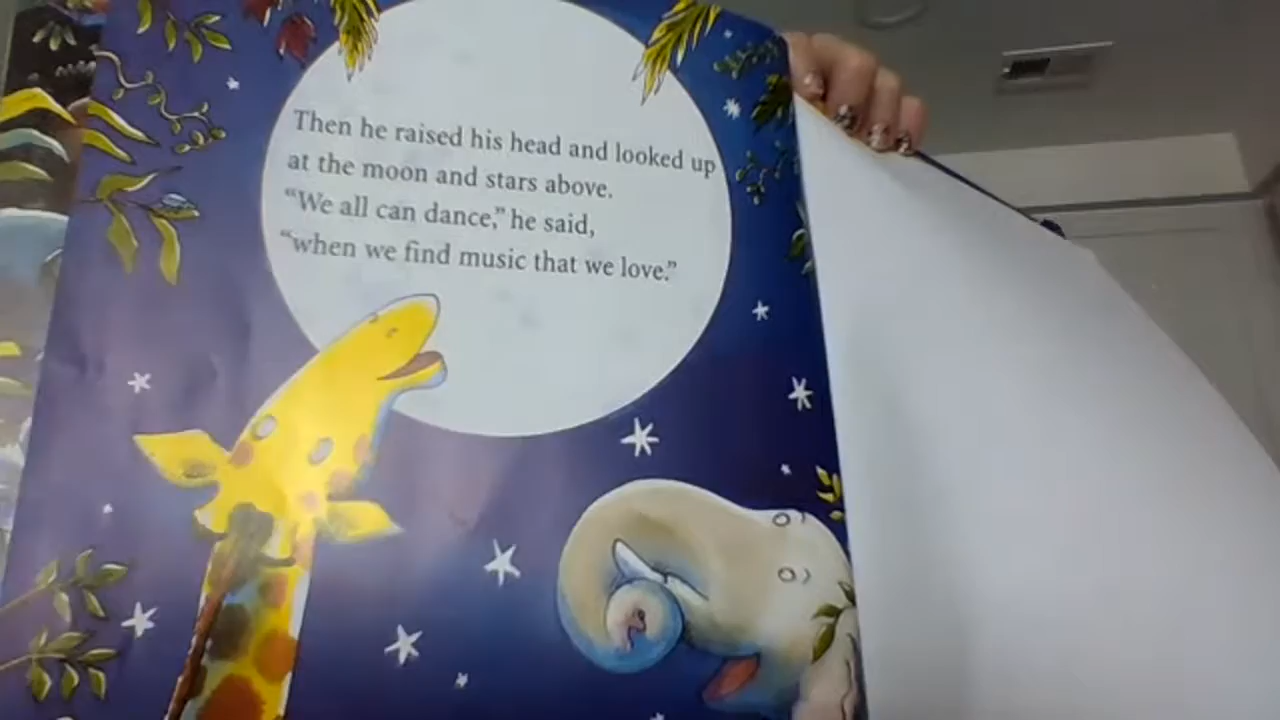 Then he raised his head and looked up
at the moon and stars above.
“We all can dance,” he said,
“when we find music that we love.”